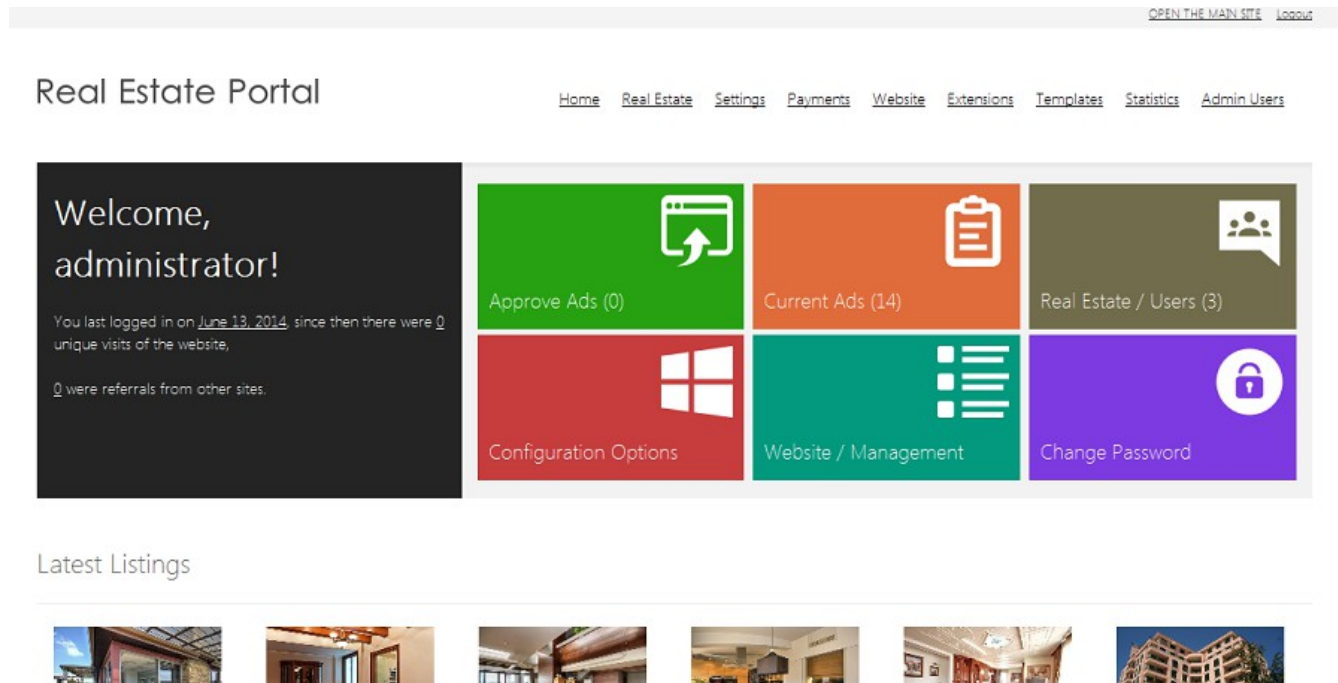 OPEN THE MAIN SITE Logout
Real Estate Portal
Home Real Estate Settings Payments Website Extensions Templates Statistics Admin Users
Welcome,
administrator!
You last logged in on June 13, 2014, since then there were 0
unique visits of the website,
0 were referrals from other sites.
Approve Ads (0)
Current Ads (14)
Real Estate / Users (3)
Configuration Options
Website / Management
Change Password
Latest Listings